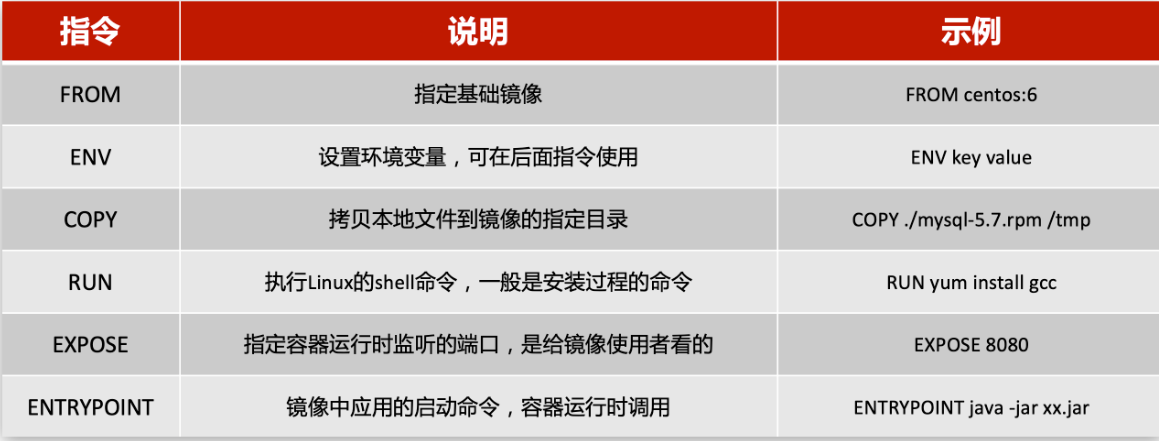 指令 说明 示例
FROM 指定基础镜像 FROM centos:6
ENV 设置环境变量，可在后面指令使用 ENV key value
COPY 拷贝本地文件到镜像的指定目录 COPY ./mysql-5.7.rpm /tmp
RUN 执行Linux的shell命令，一般是安装过程的命令 RUN yum install gcc
EXPOSE 指定容器运行时监听的端口，是给镜像使用者看的 EXPOSE 8080
ENTRYPOINT 镜像中应用的启动命令，容器运行时调用 ENTRYPOINT java -jar xx.jar